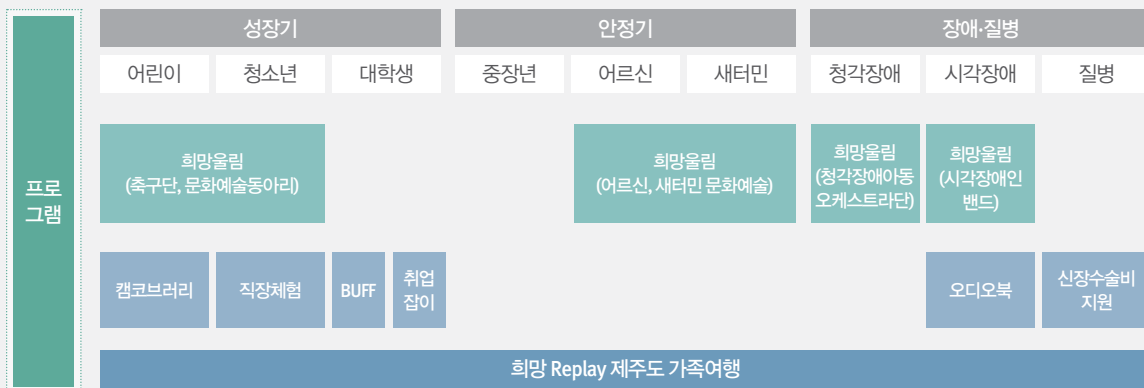 프로
그램
성장기
안정기
장애·질병
어린이
청소년
대학생
중장년
어르신
새터민
청각장애
시각장애
질병
희망울림
(축구단, 문화예술동아리)
희망울림
(어르신, 새터민 문화예술)
희망울림
(청각장애아동
오케스트라단)
희망울림
(시각장애인
밴드)
캠코브러리
직장체험
BUFF
취업
잡이
오디오북
신장수술비
지원
희망 Replay 제주도 가족여행